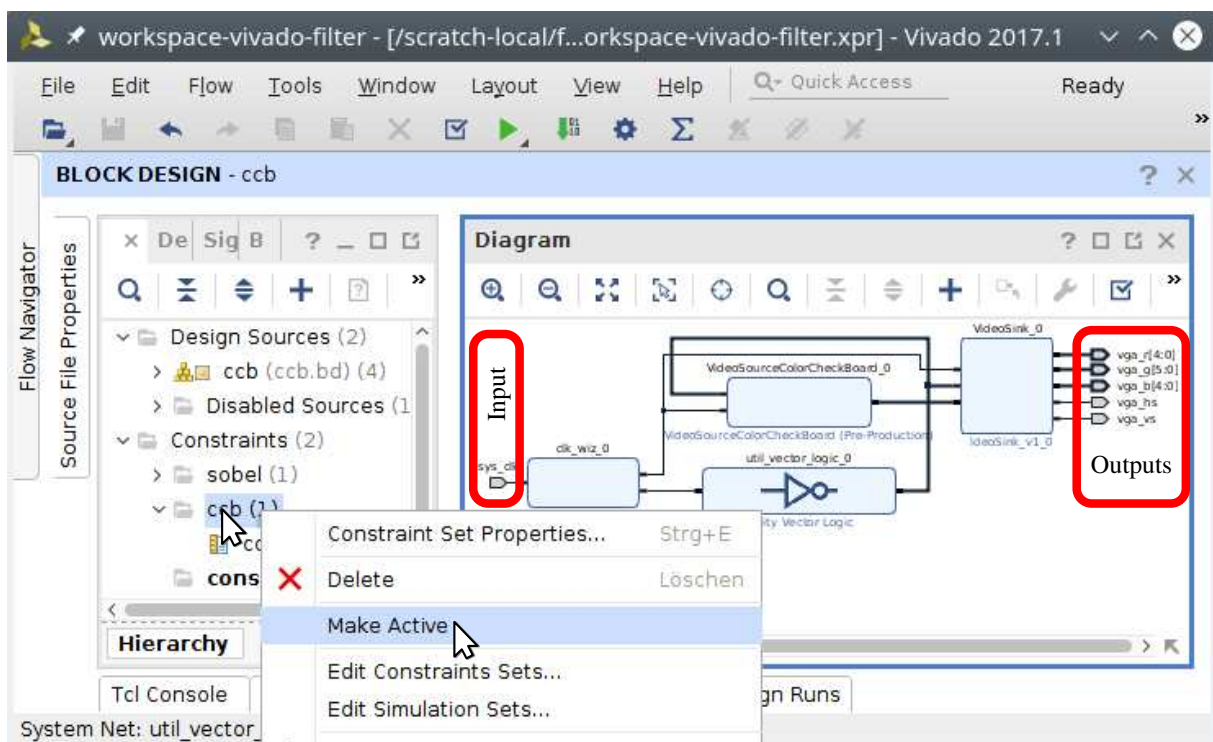 workspace-vivado-filter - [/scratch-local/f...orkspace-vivado-filter.xpr] - Vivado 2017.1
File Edit Flow Tools Window Layout View Help Quick Access Ready
BLOCK DESIGN - ccb
Flow Navigator
Source File Properties
De Sig B
Design Sources (2)
ccb (ccb.bd) (4)
Disabled Sources (1
Constraints (2)
sobel (1)
ccb (1)
cons
Hierarchy
Diagram
Input
sys_cl
clk_wiz_0
VideoSourceColorCheckBoard_0
VideoSourceColorCheckBoard (Pre-Production)
util_vector_logic_0
ity Vector Logic
VideoSink_0
VideoSink_v1_0
vga_r[4:0]
vga_g[5:0]
vga_b[4:0]
vga_hs
vga_vs
Outputs
Constraint Set Properties... Strg+E
Delete Löschen
Make Active
Edit Constraints Sets...
Edit Simulation Sets...
Tcl Console
gn Runs
System Net: util_vector_